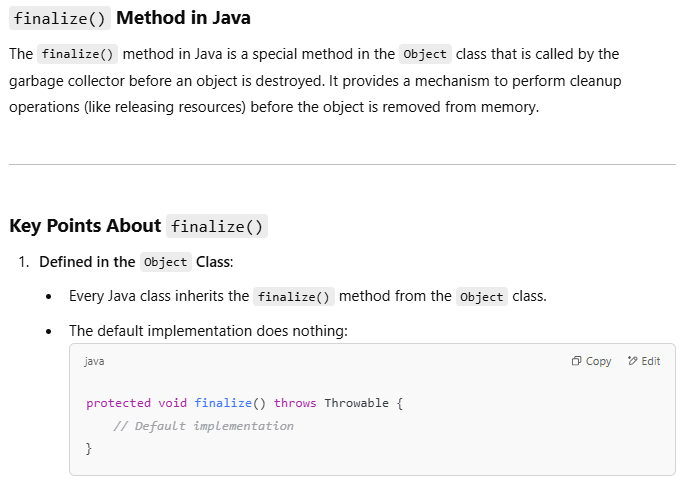 finalize() Method in Java
The finalize() method in Java is a special method in the Object class that is called by the
garbage collector before an object is destroyed. It provides a mechanism to perform cleanup
operations (like releasing resources) before the object is removed from memory.
Key Points About finalize()
1. Defined in the Object Class:
• Every Java class inherits the finalize() method from the Object class.
• The default implementation does nothing:
java Copy Edit
protected void finalize() throws Throwable {
// Default implementation
}